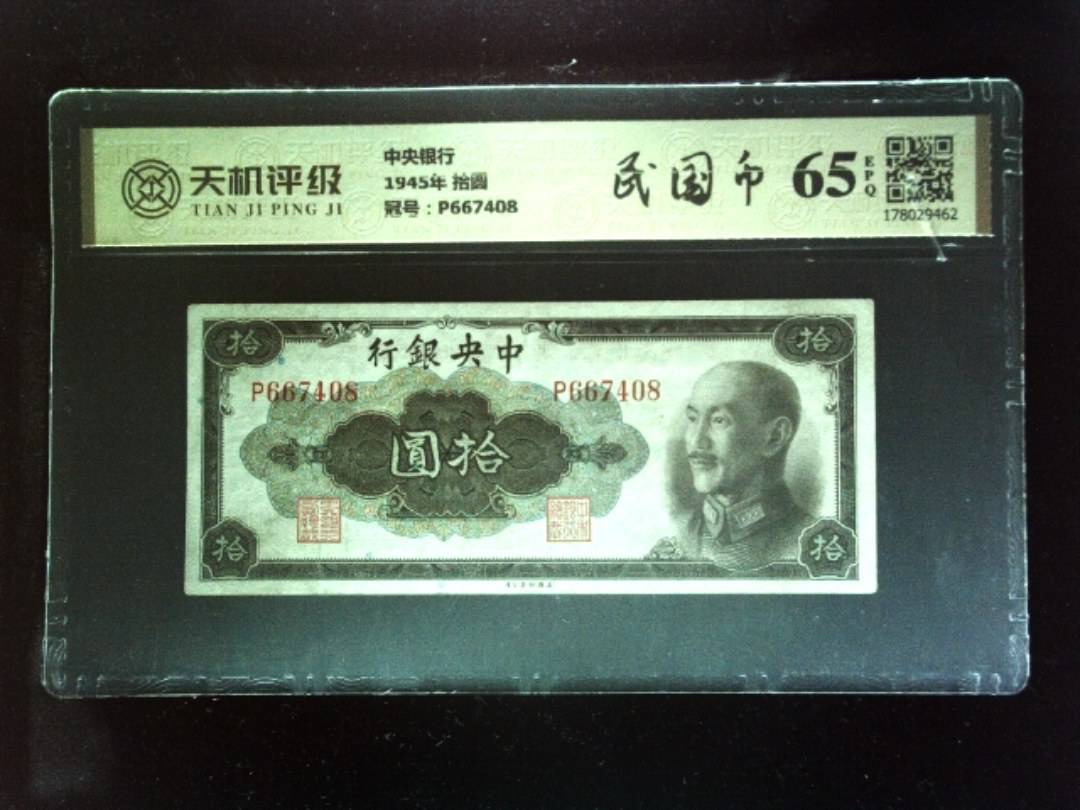 天机评级
TIAN JI PING JI
中央银行
1945年 拾圆
冠号：P667408
民国币
65
EPQ
178029462
拾
行銀央中
拾
P667408
P667408
圓拾
拾
拾